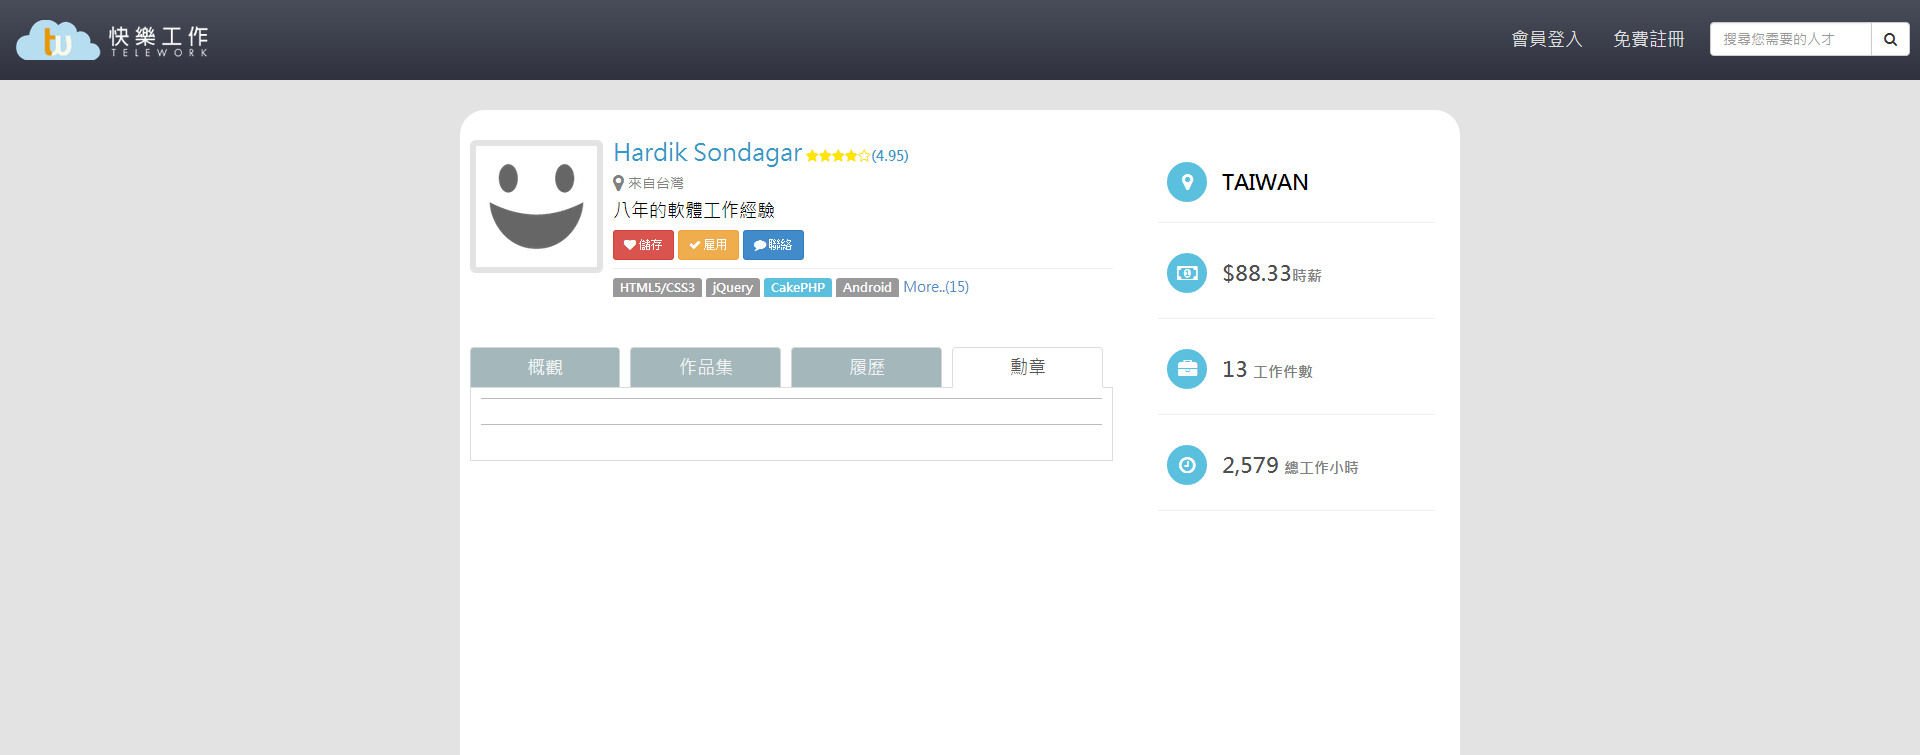 tw 快樂工作
TELEWORK
會員登入 免費註冊 搜尋您需要的人才
Hardik Sondagar (4.95)
來自台灣
八年的軟體工作經驗
儲存 雇用 聯絡
HTML5/CSS3 jQuery CakePHP Android More..(15)
概觀 作品集 履歷 勳章
TAIWAN
$88.33時薪
13 工作件數
2,579 總工作小時